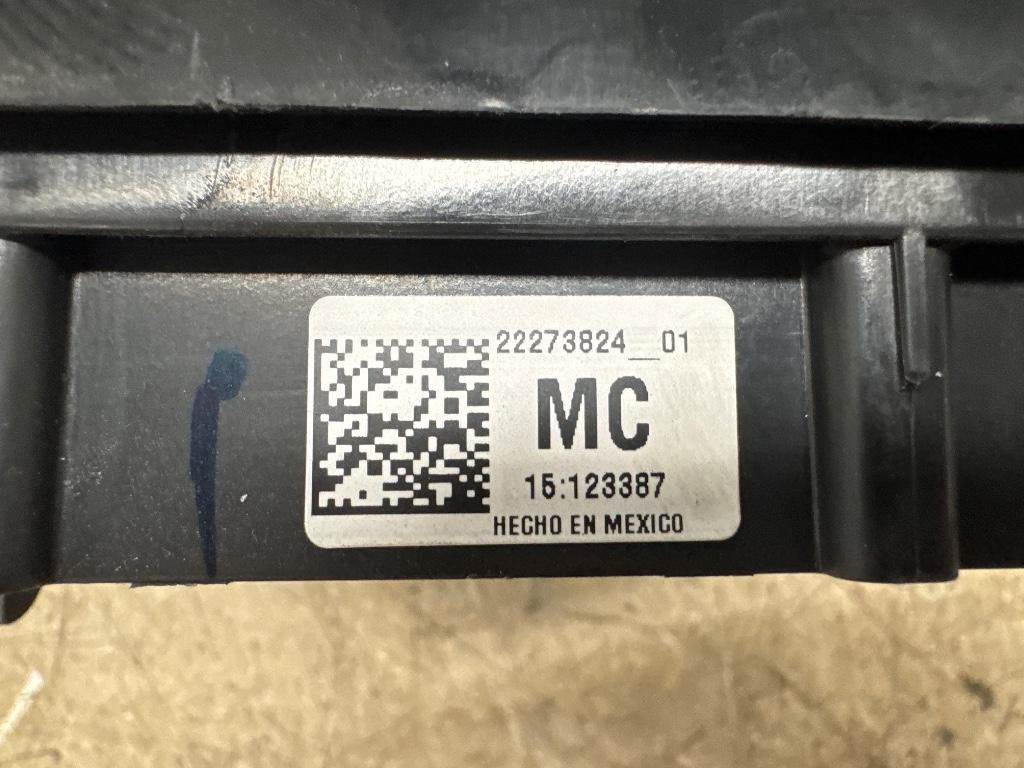 22273824__01
MC
15:123387
HECHO EN MEXICO